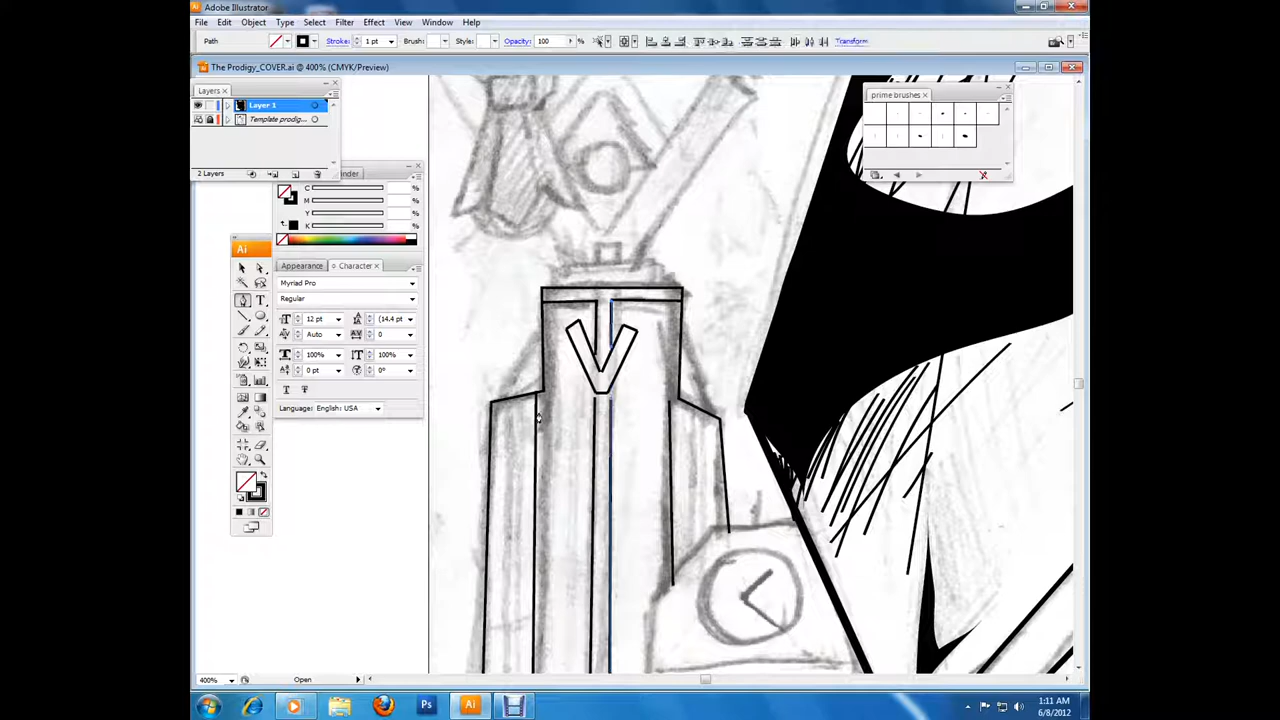 Adobe Illustrator
File Edit Object Type Select Filter Effect View Window Help
Path Stroke: 1 pt Brush: Style: Opacity: 100 % Transform
The Prodigy_COVER.ai @ 400% (CMYK/Preview)
Layers
Layer 1
Template prodig...
2 Layers
prime brushes
C %
M %
Y %
K %
Ai
Appearance Character
Myriad Pro
Regular
12 pt (14.4 pt
Auto 0
100% 100%
0 pt 0°
Language: English: USA
400% Open
Ps Ai
1:11 AM
6/8/2012